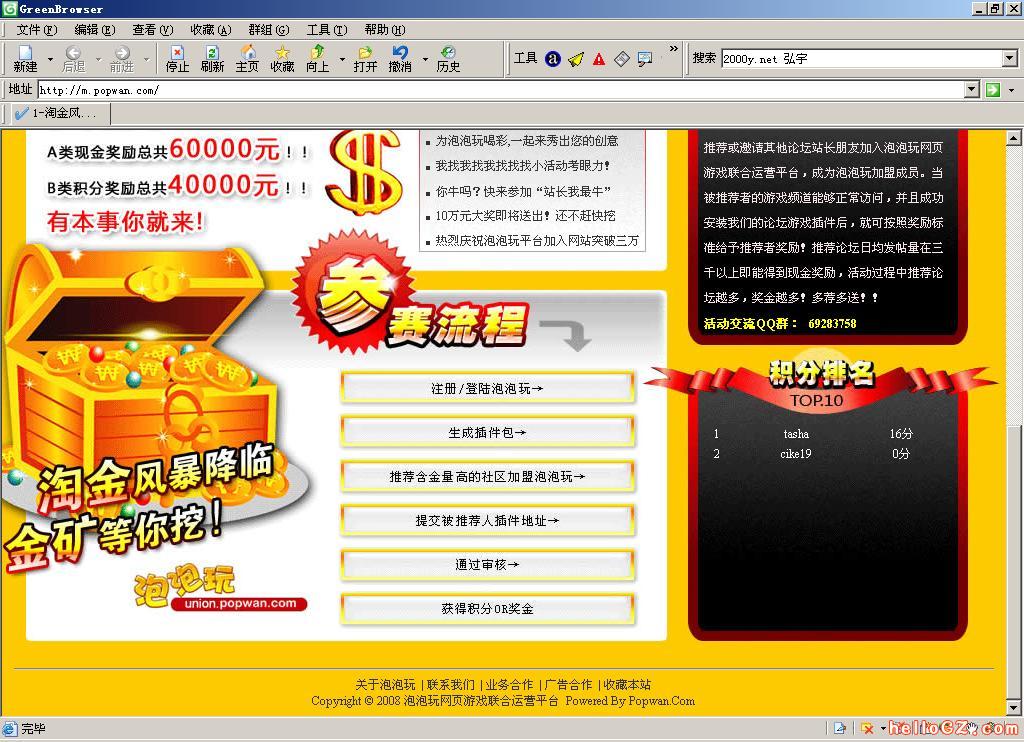 GreenBrowser
文件(F) 编辑(E) 查看(V) 收藏(A) 群组(G) 工具(T) 帮助(H)
新建 后退 前进 停止 刷新 主页 收藏 向上 打开 撤消 历史 工具 搜索 2000y.net 弘宇
地址 http://m.popwan.com/
1-淘金风...
A类现金奖励总共60000元！！
B类积分奖励总共40000元！！
有本事你就来!
为泡泡玩喝彩,一起来秀出您的创意
我找我找我找找找小活动考眼力!
你牛吗? 快来参加“站长我最牛”
10万元大奖即将送出! 还不赶快挖
热烈庆祝泡泡玩平台加入网站突破三万
推荐或邀请其他论坛站长朋友加入泡泡玩网页
游戏联合运营平台，成为泡泡玩加盟成员。当
被推荐者的游戏频道能够正常访问，并且成功
安装我们的论坛游戏插件后，就可按照奖励标
准给予推荐者奖励! 推荐论坛日均发帖量在三
千以上即能得到现金奖励，活动过程中推荐论
坛越多，奖金越多! 多荐多送!！
活动交流QQ群： 69283758
参赛流程
注册/登陆泡泡玩→
生成插件包→
推荐含金量高的社区加盟泡泡玩→
提交被推荐人插件地址→
通过审核→
获得积分OR奖金
积分排名
TOP.10
1 tasha 16分
2 cike19 0分
淘金风暴降临
金矿等你挖!
泡泡玩
union.popwan.com
关于泡泡玩 | 联系我们 | 业务合作 | 广告合作 | 收藏本站
Copyright © 2008 泡泡玩网页游戏联合运营平台 Powered By Popwan.Com
完毕
helloGZ.com